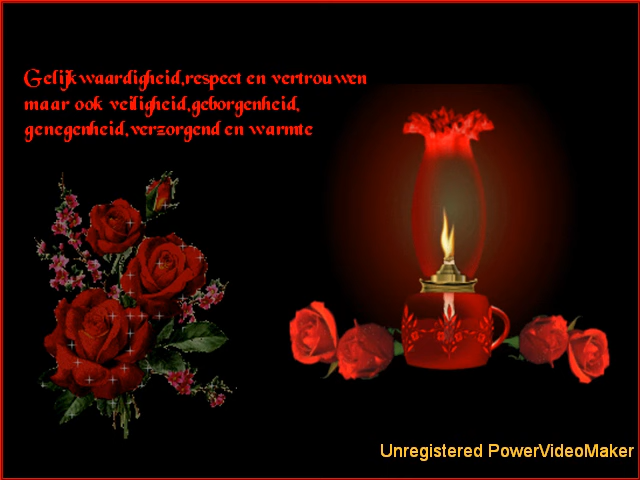 Gelijkwaardigheid,respect en vertrouwen
maar ook veiligheid,geborgenheid,
genegenheid,verzorgend en warmte
Unregistered PowerVideoMaker